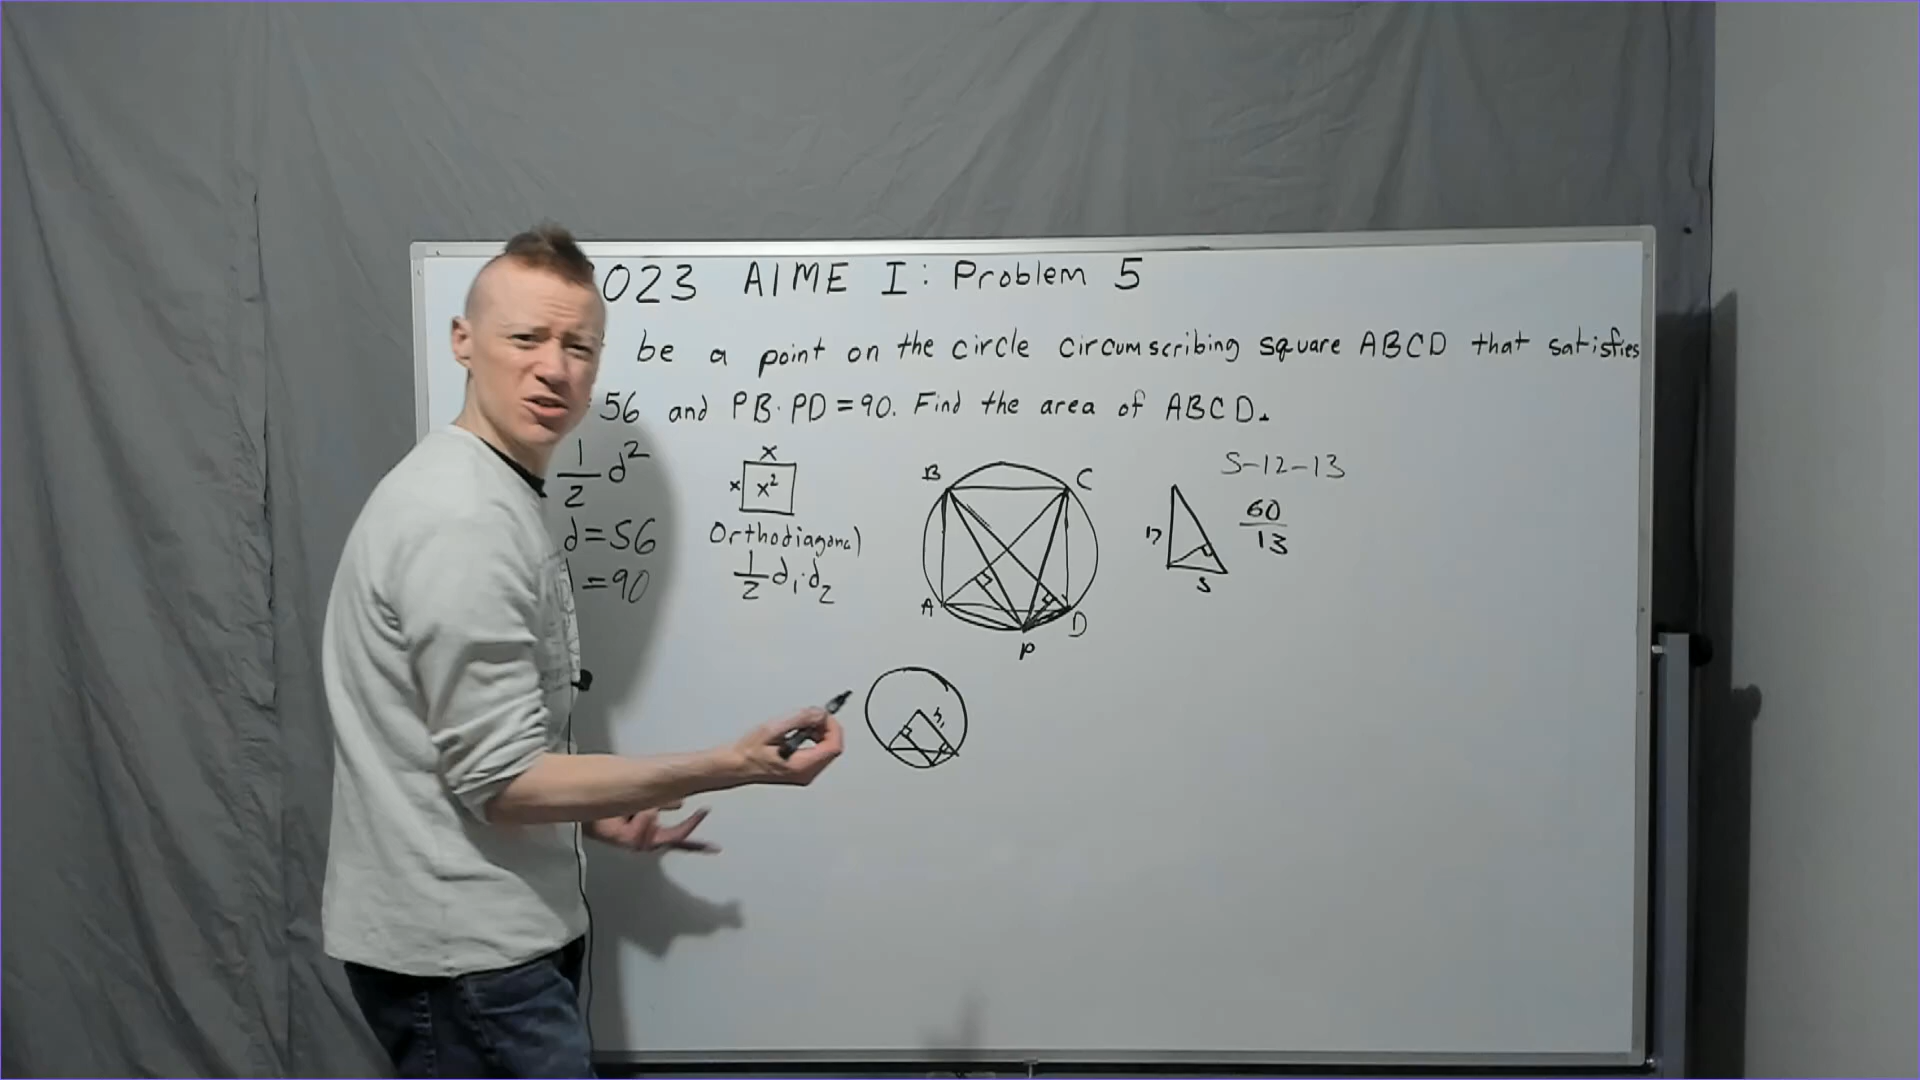 023 AIME I: Problem 5
be a point on the circle circumscribing square ABCD that satisfies
56 and PB·PD=90. Find the area of ABCD.
1/2 d²
d=56
=90
x
x x²
Orthodiagonal
1/2 d₁·d₂
B C
A D
P
5-12-13
60/13
12
5
h₁